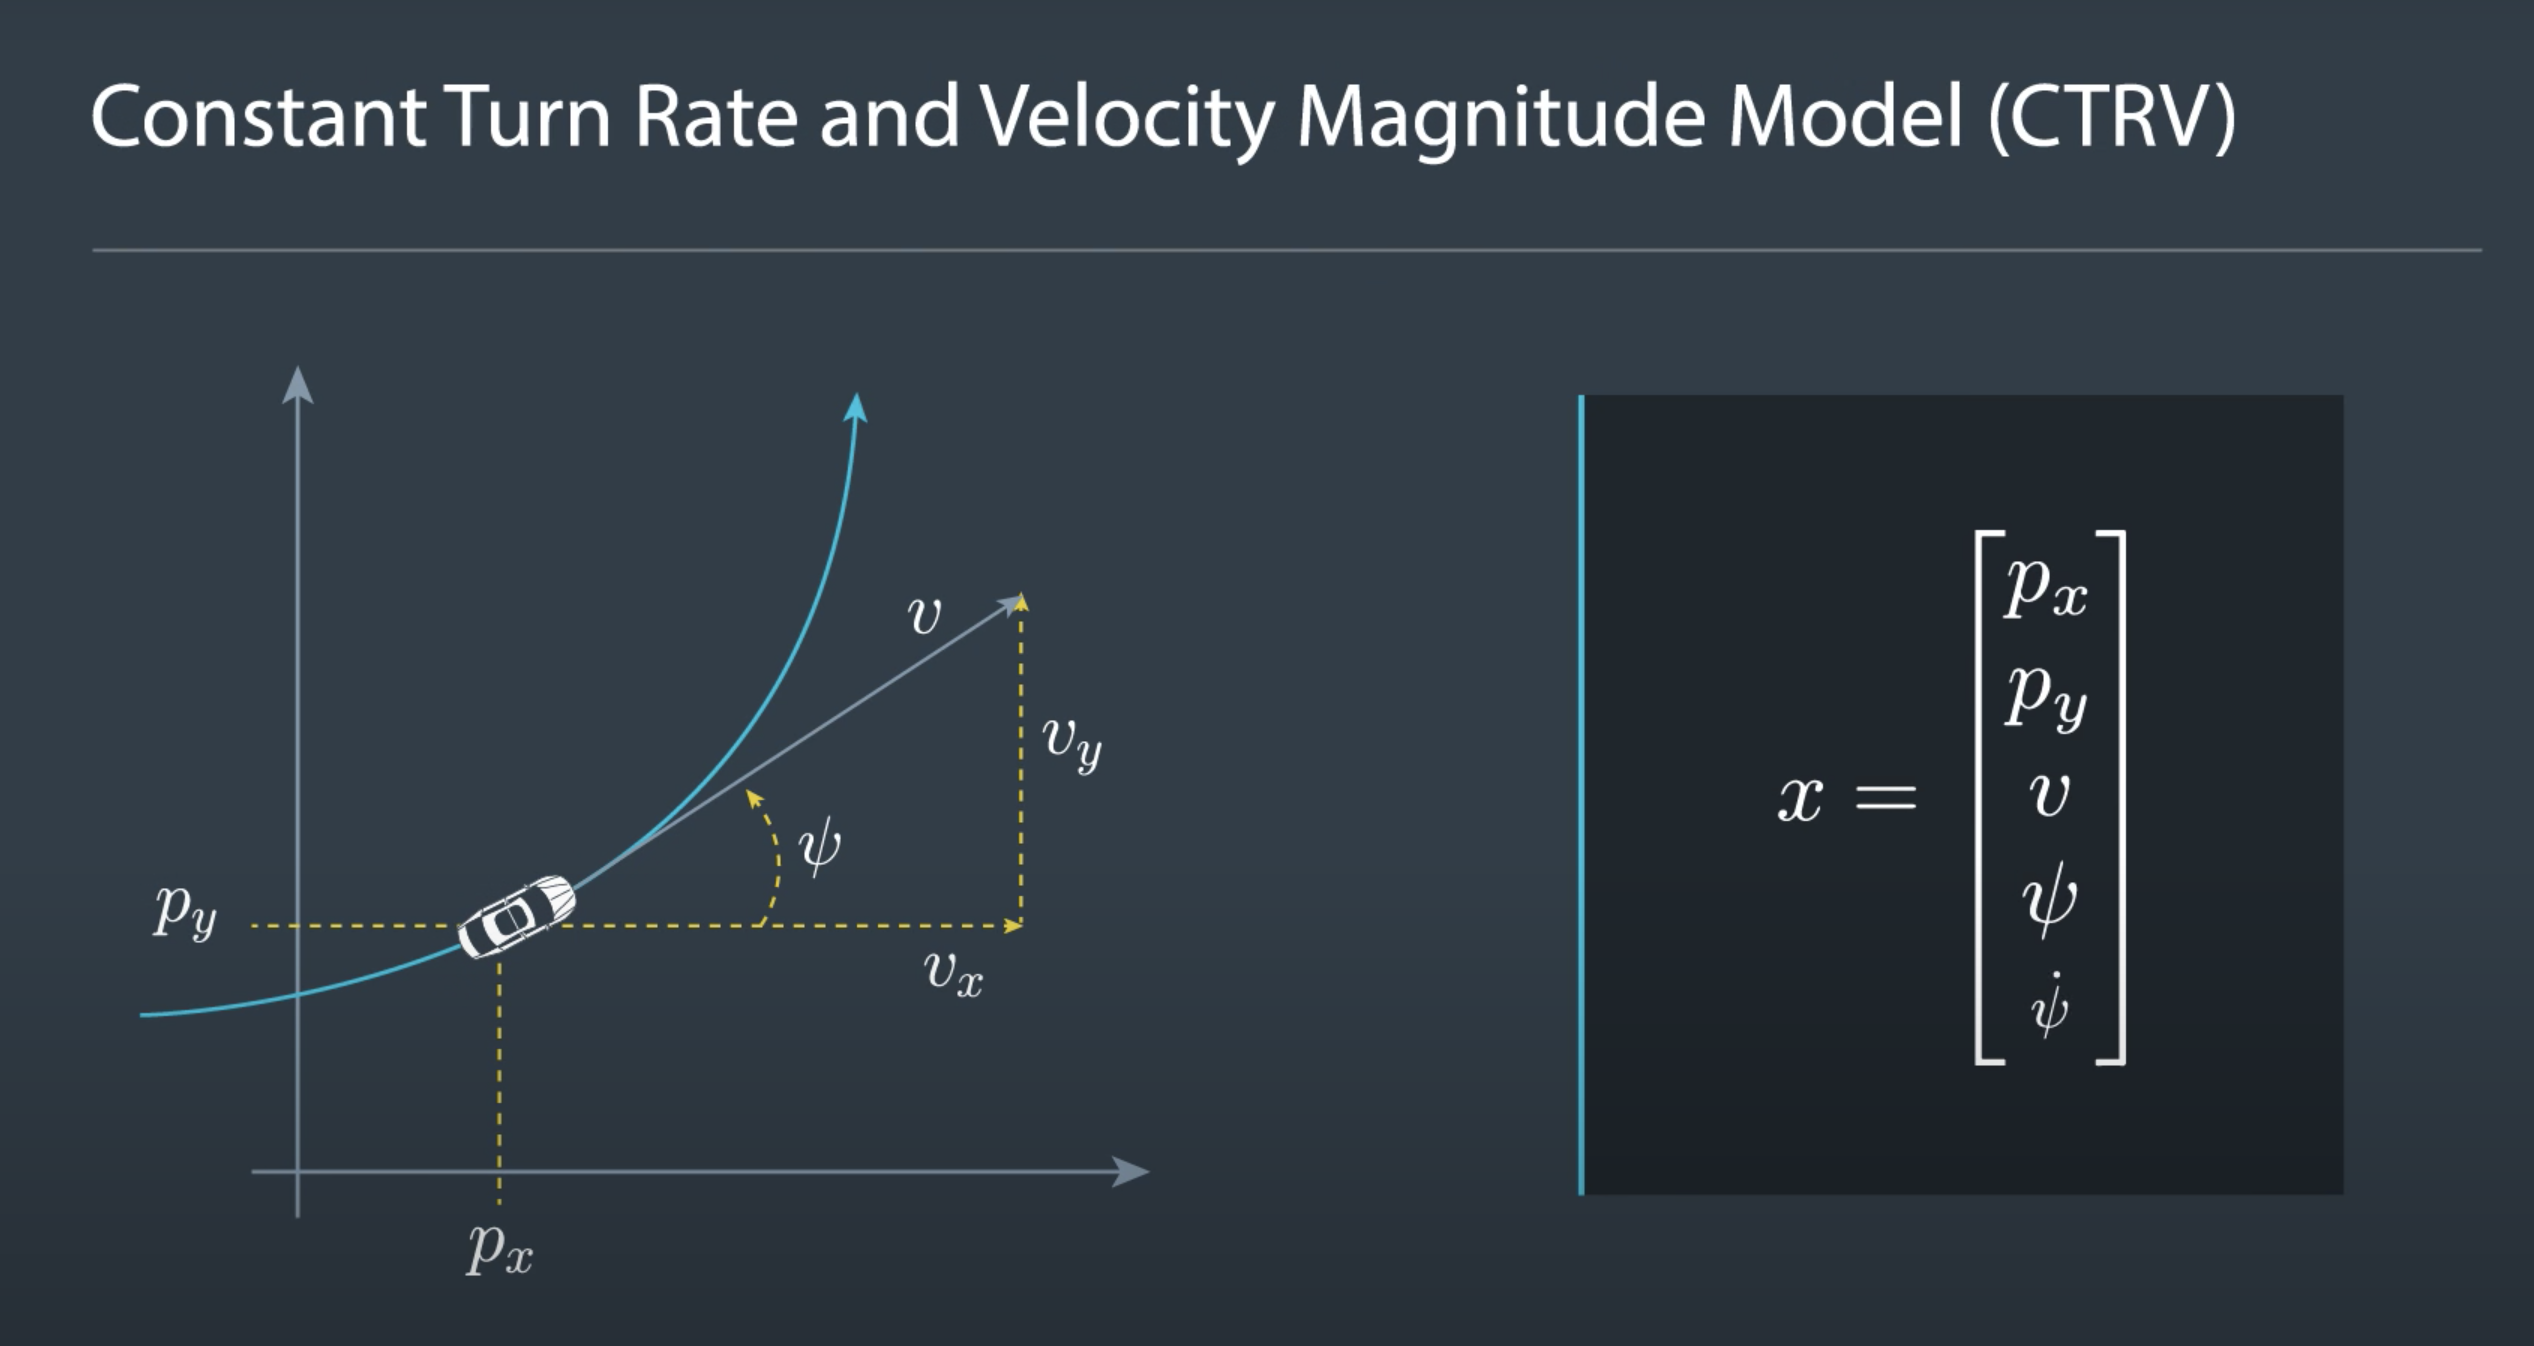 Constant Turn Rate and Velocity Magnitude Model (CTRV)
v
v_y
ψ
p_y
v_x
p_x
x = [p_x
p_y
v
ψ
ψ̇]